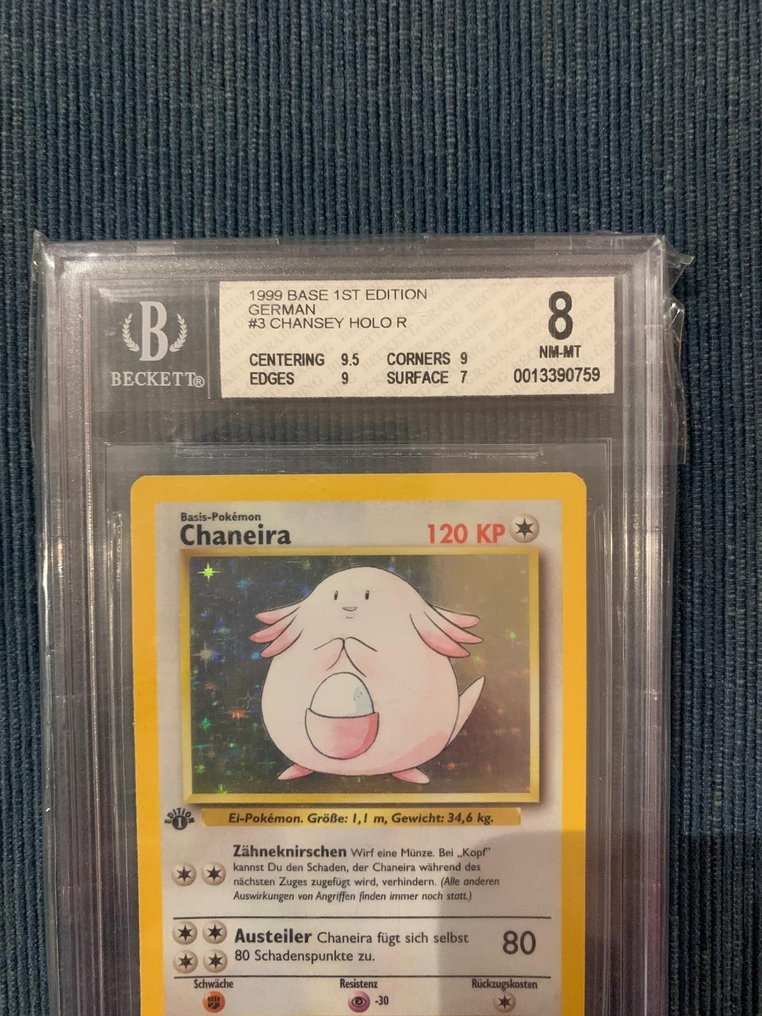 1999 BASE 1ST EDITION
GERMAN
#3 CHANSEY HOLO R
8
NM-MT
CENTERING 9.5 CORNERS 9
EDGES 9 SURFACE 7
0013390759
B
BECKETT®
Basis-Pokémon
Chaneira 120 KP
Ei-Pokémon. Größe: 1,1 m, Gewicht: 34,6 kg.
EDITION
1
Zähneknirschen Wirf eine Münze. Bei „Kopf"
kannst Du den Schaden, der Chaneira während des
nächsten Zuges zugefügt wird, verhindern. (Alle anderen
Auswirkungen von Angriffen finden immer noch statt.)
Austeiler Chaneira fügt sich selbst 80
80 Schadenspunkte zu.
Schwäche Resistenz Rückzugskosten
-30